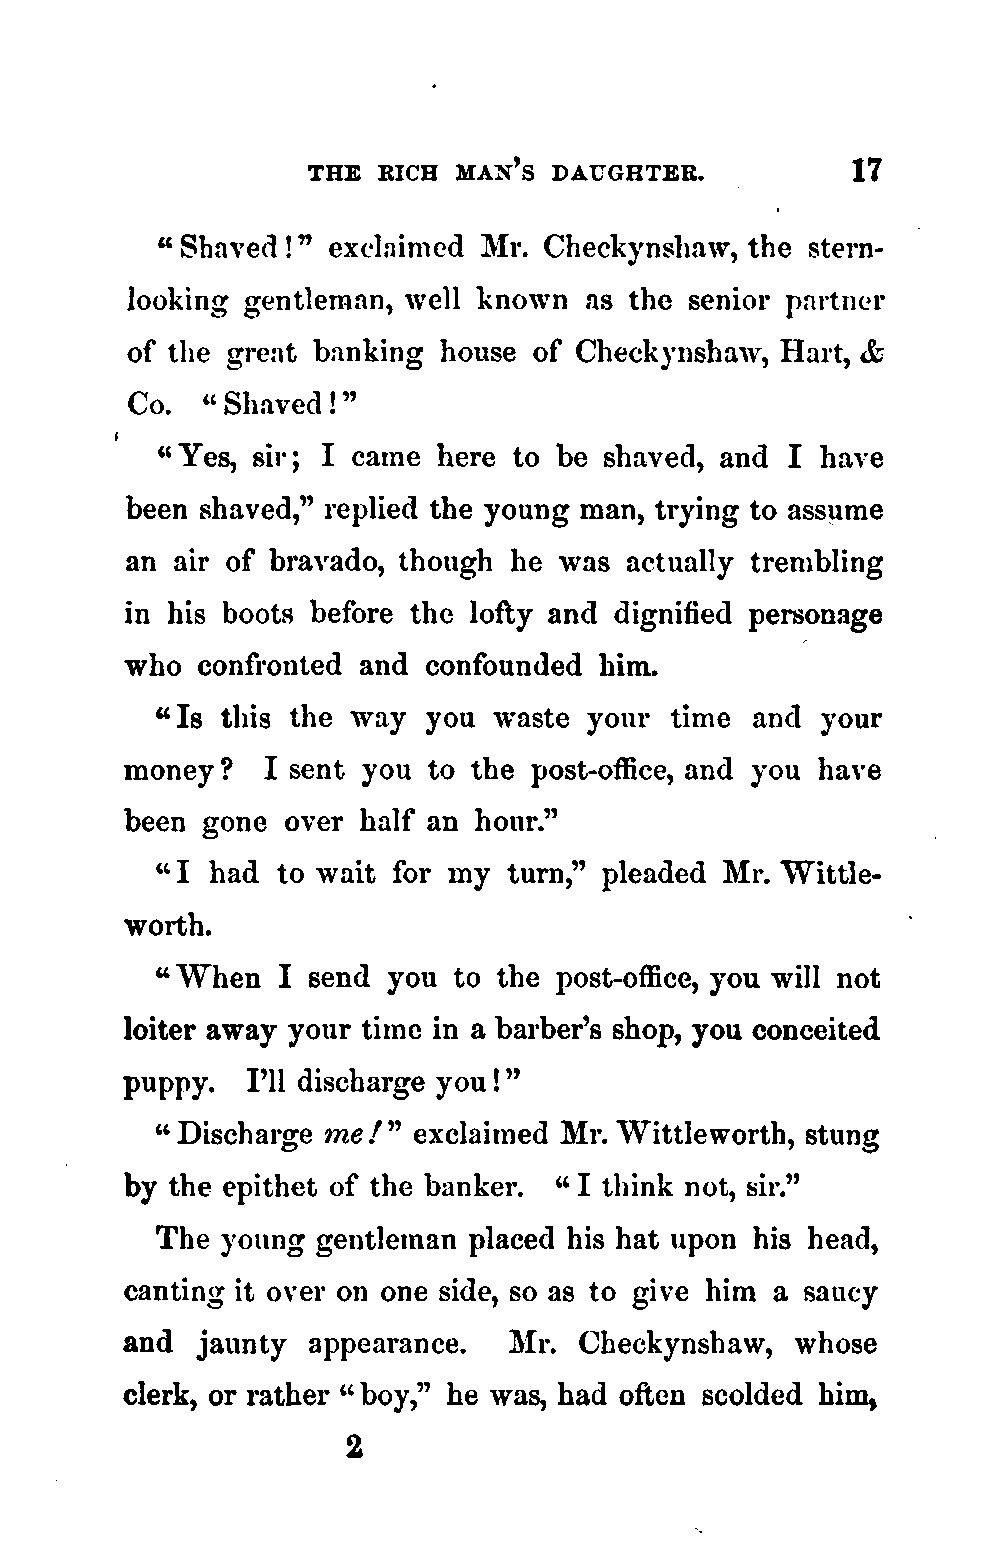 THE RICH MAN'S DAUGHTER. 17
"Shaved!" exclaimed Mr. Checkynshaw, the stern-
looking gentleman, well known as the senior partner
of the great banking house of Checkynshaw, Hart, &
Co. "Shaved!"
"Yes, sir; I came here to be shaved, and I have
been shaved," replied the young man, trying to assume
an air of bravado, though he was actually trembling
in his boots before the lofty and dignified personage
who confronted and confounded him.
"Is this the way you waste your time and your
money? I sent you to the post-office, and you have
been gone over half an hour."
"I had to wait for my turn," pleaded Mr. Wittle-
worth.
"When I send you to the post-office, you will not
loiter away your time in a barber's shop, you conceited
puppy. I'll discharge you!"
"Discharge me!" exclaimed Mr. Wittleworth, stung
by the epithet of the banker. "I think not, sir."
The young gentleman placed his hat upon his head,
canting it over on one side, so as to give him a saucy
and jaunty appearance. Mr. Checkynshaw, whose
clerk, or rather "boy," he was, had often scolded him,
2